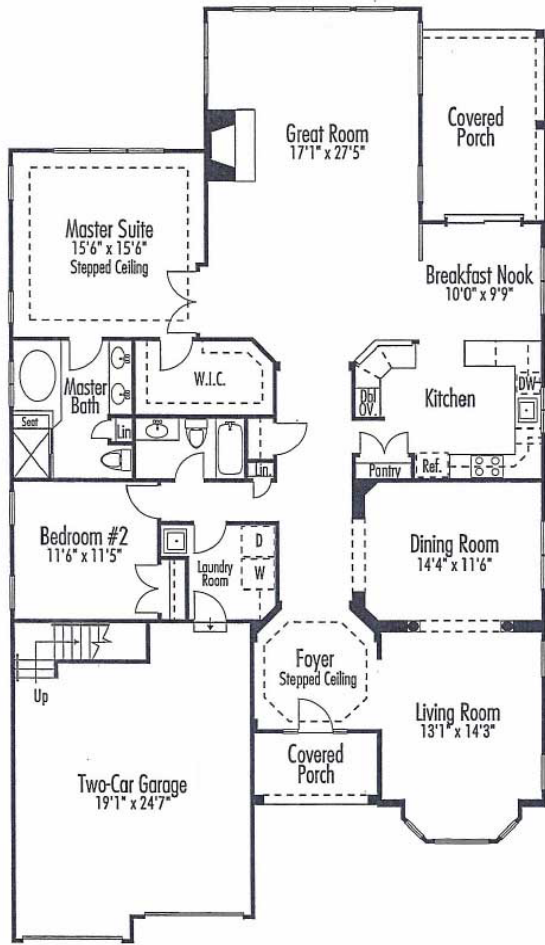 Great Room
17'1" x 27'5"
Covered
Porch
Master Suite
15'6" x 15'6"
Stepped Ceiling
Breakfast Nook
10'0" x 9'9"
W.I.C.
Master
Bath
Dbl
OV.
Kitchen
DW
Seat
Lin
Lin.
Pantry
Ref.
Bedroom #2
11'6" x 11'5"
D
Laundry
Room
W
Dining Room
14'4" x 11'6"
Up
Foyer
Stepped Ceiling
Living Room
13'1" x 14'3"
Covered
Porch
Two-Car Garage
19'1" x 24'7"